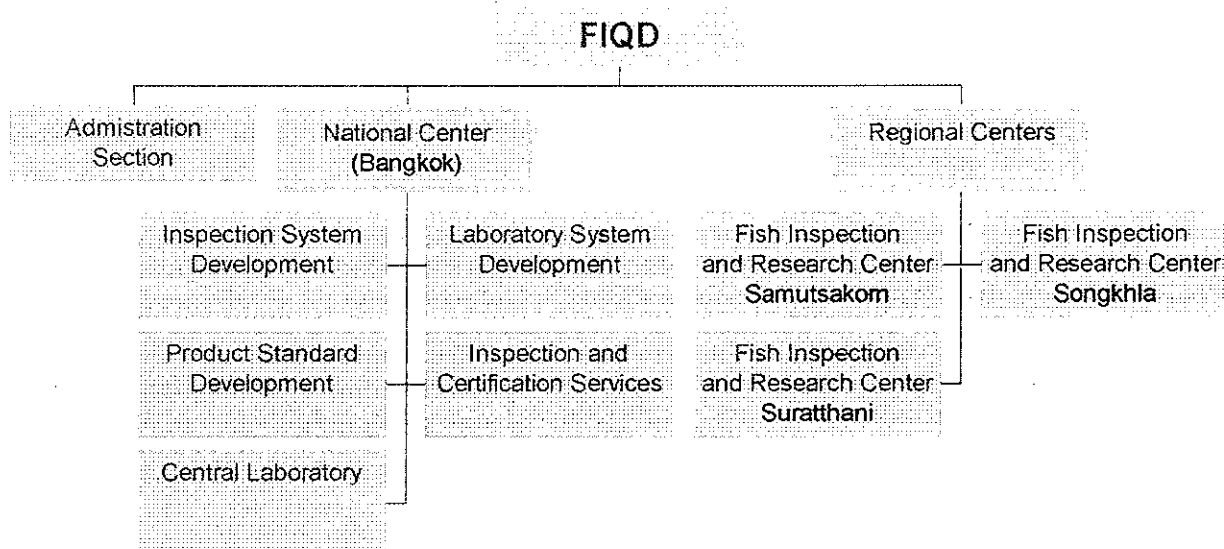 FIQD
Admistration
Section
National Center
(Bangkok)
Regional Centers
Inspection System
Development
Laboratory System
Development
Fish Inspection
and Research Center
Samutsakorn
Fish Inspection
and Research Center
Songkhla
Product Standard
Development
Inspection and
Certification Services
Fish Inspection
and Research Center
Suratthani
Central Laboratory